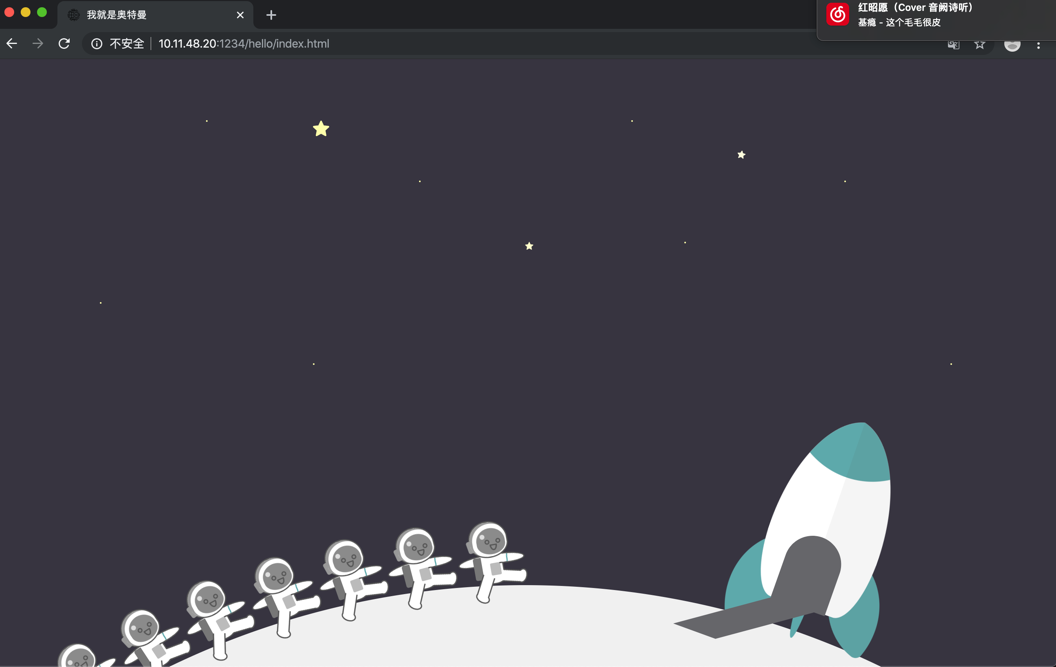 我就是奥特曼
红昭愿（Cover 音阙诗听）
基瘾 - 这个毛毛很皮
不安全
10.11.48.20:1234/hello/index.html